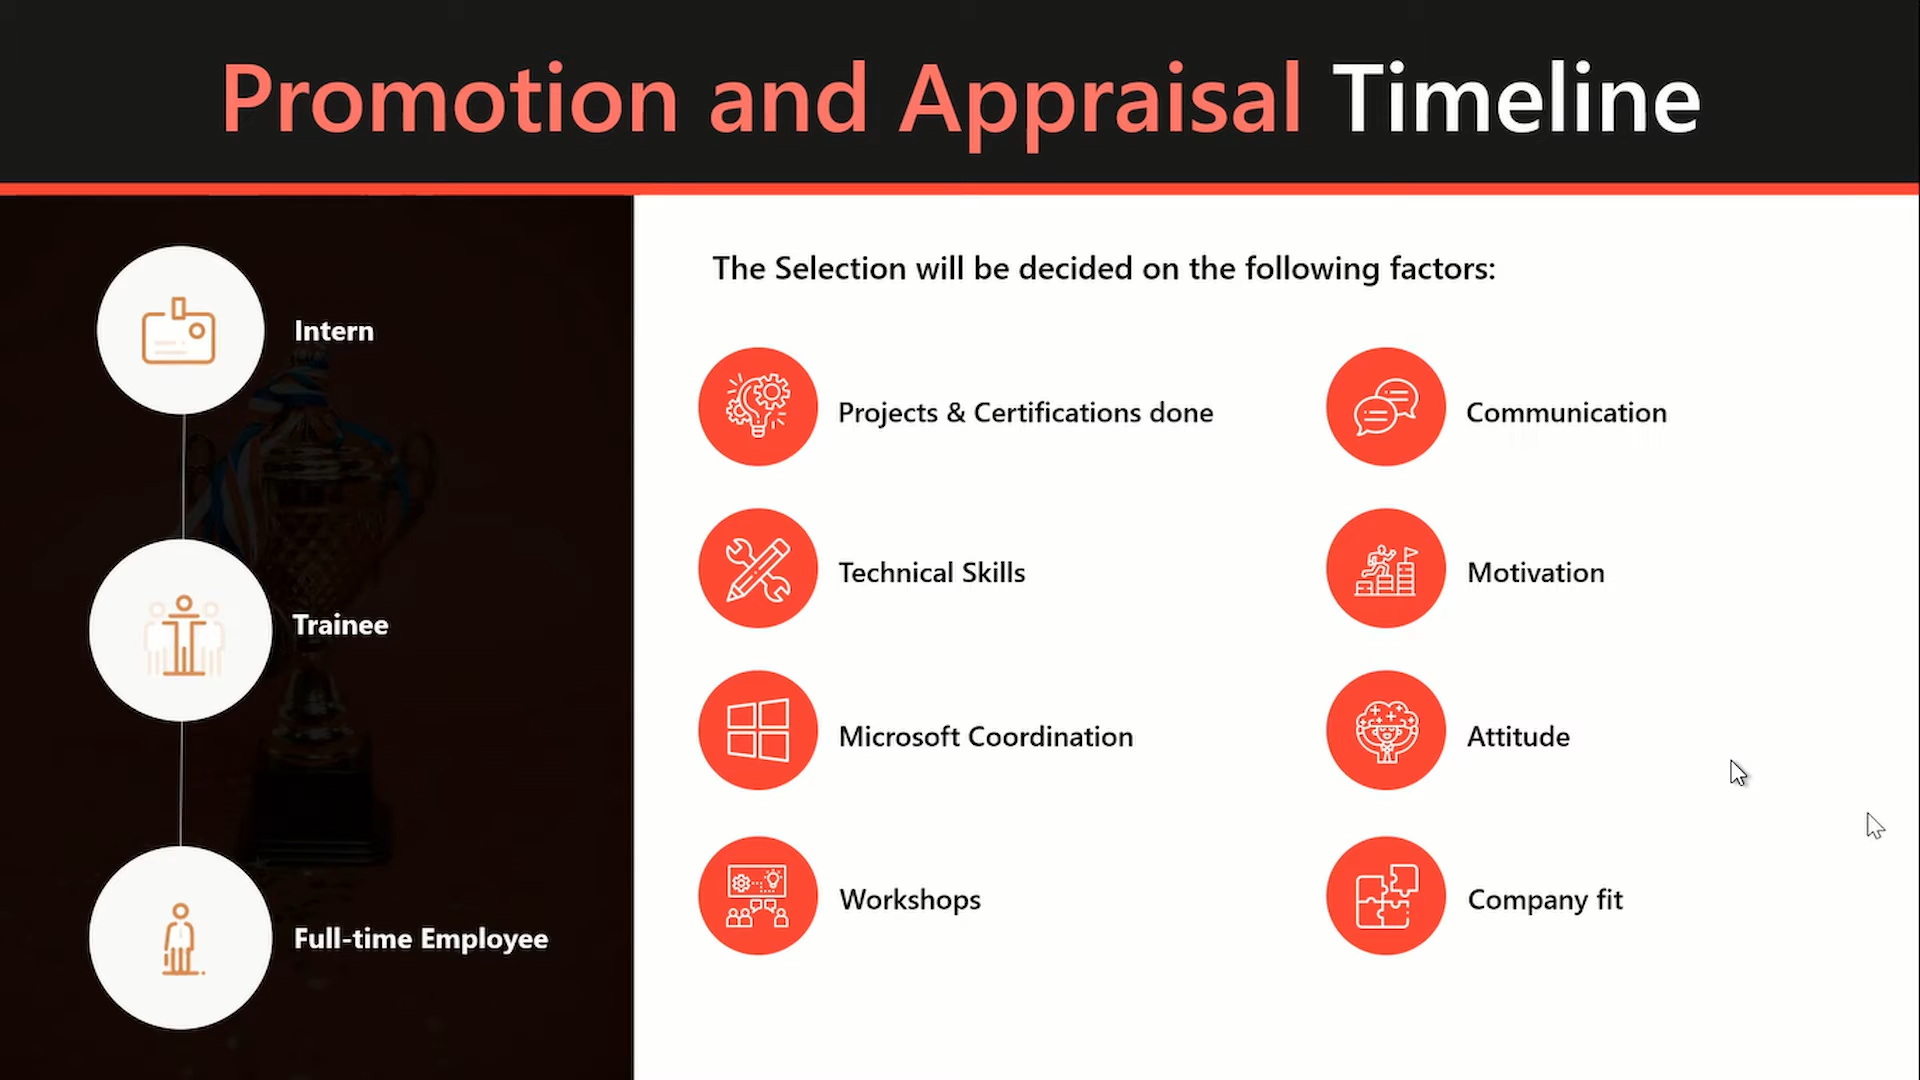 Promotion and Appraisal Timeline
Intern
Trainee
Full-time Employee
The Selection will be decided on the following factors:
Projects & Certifications done
Communication
Technical Skills
Motivation
Microsoft Coordination
Attitude
Workshops
Company fit